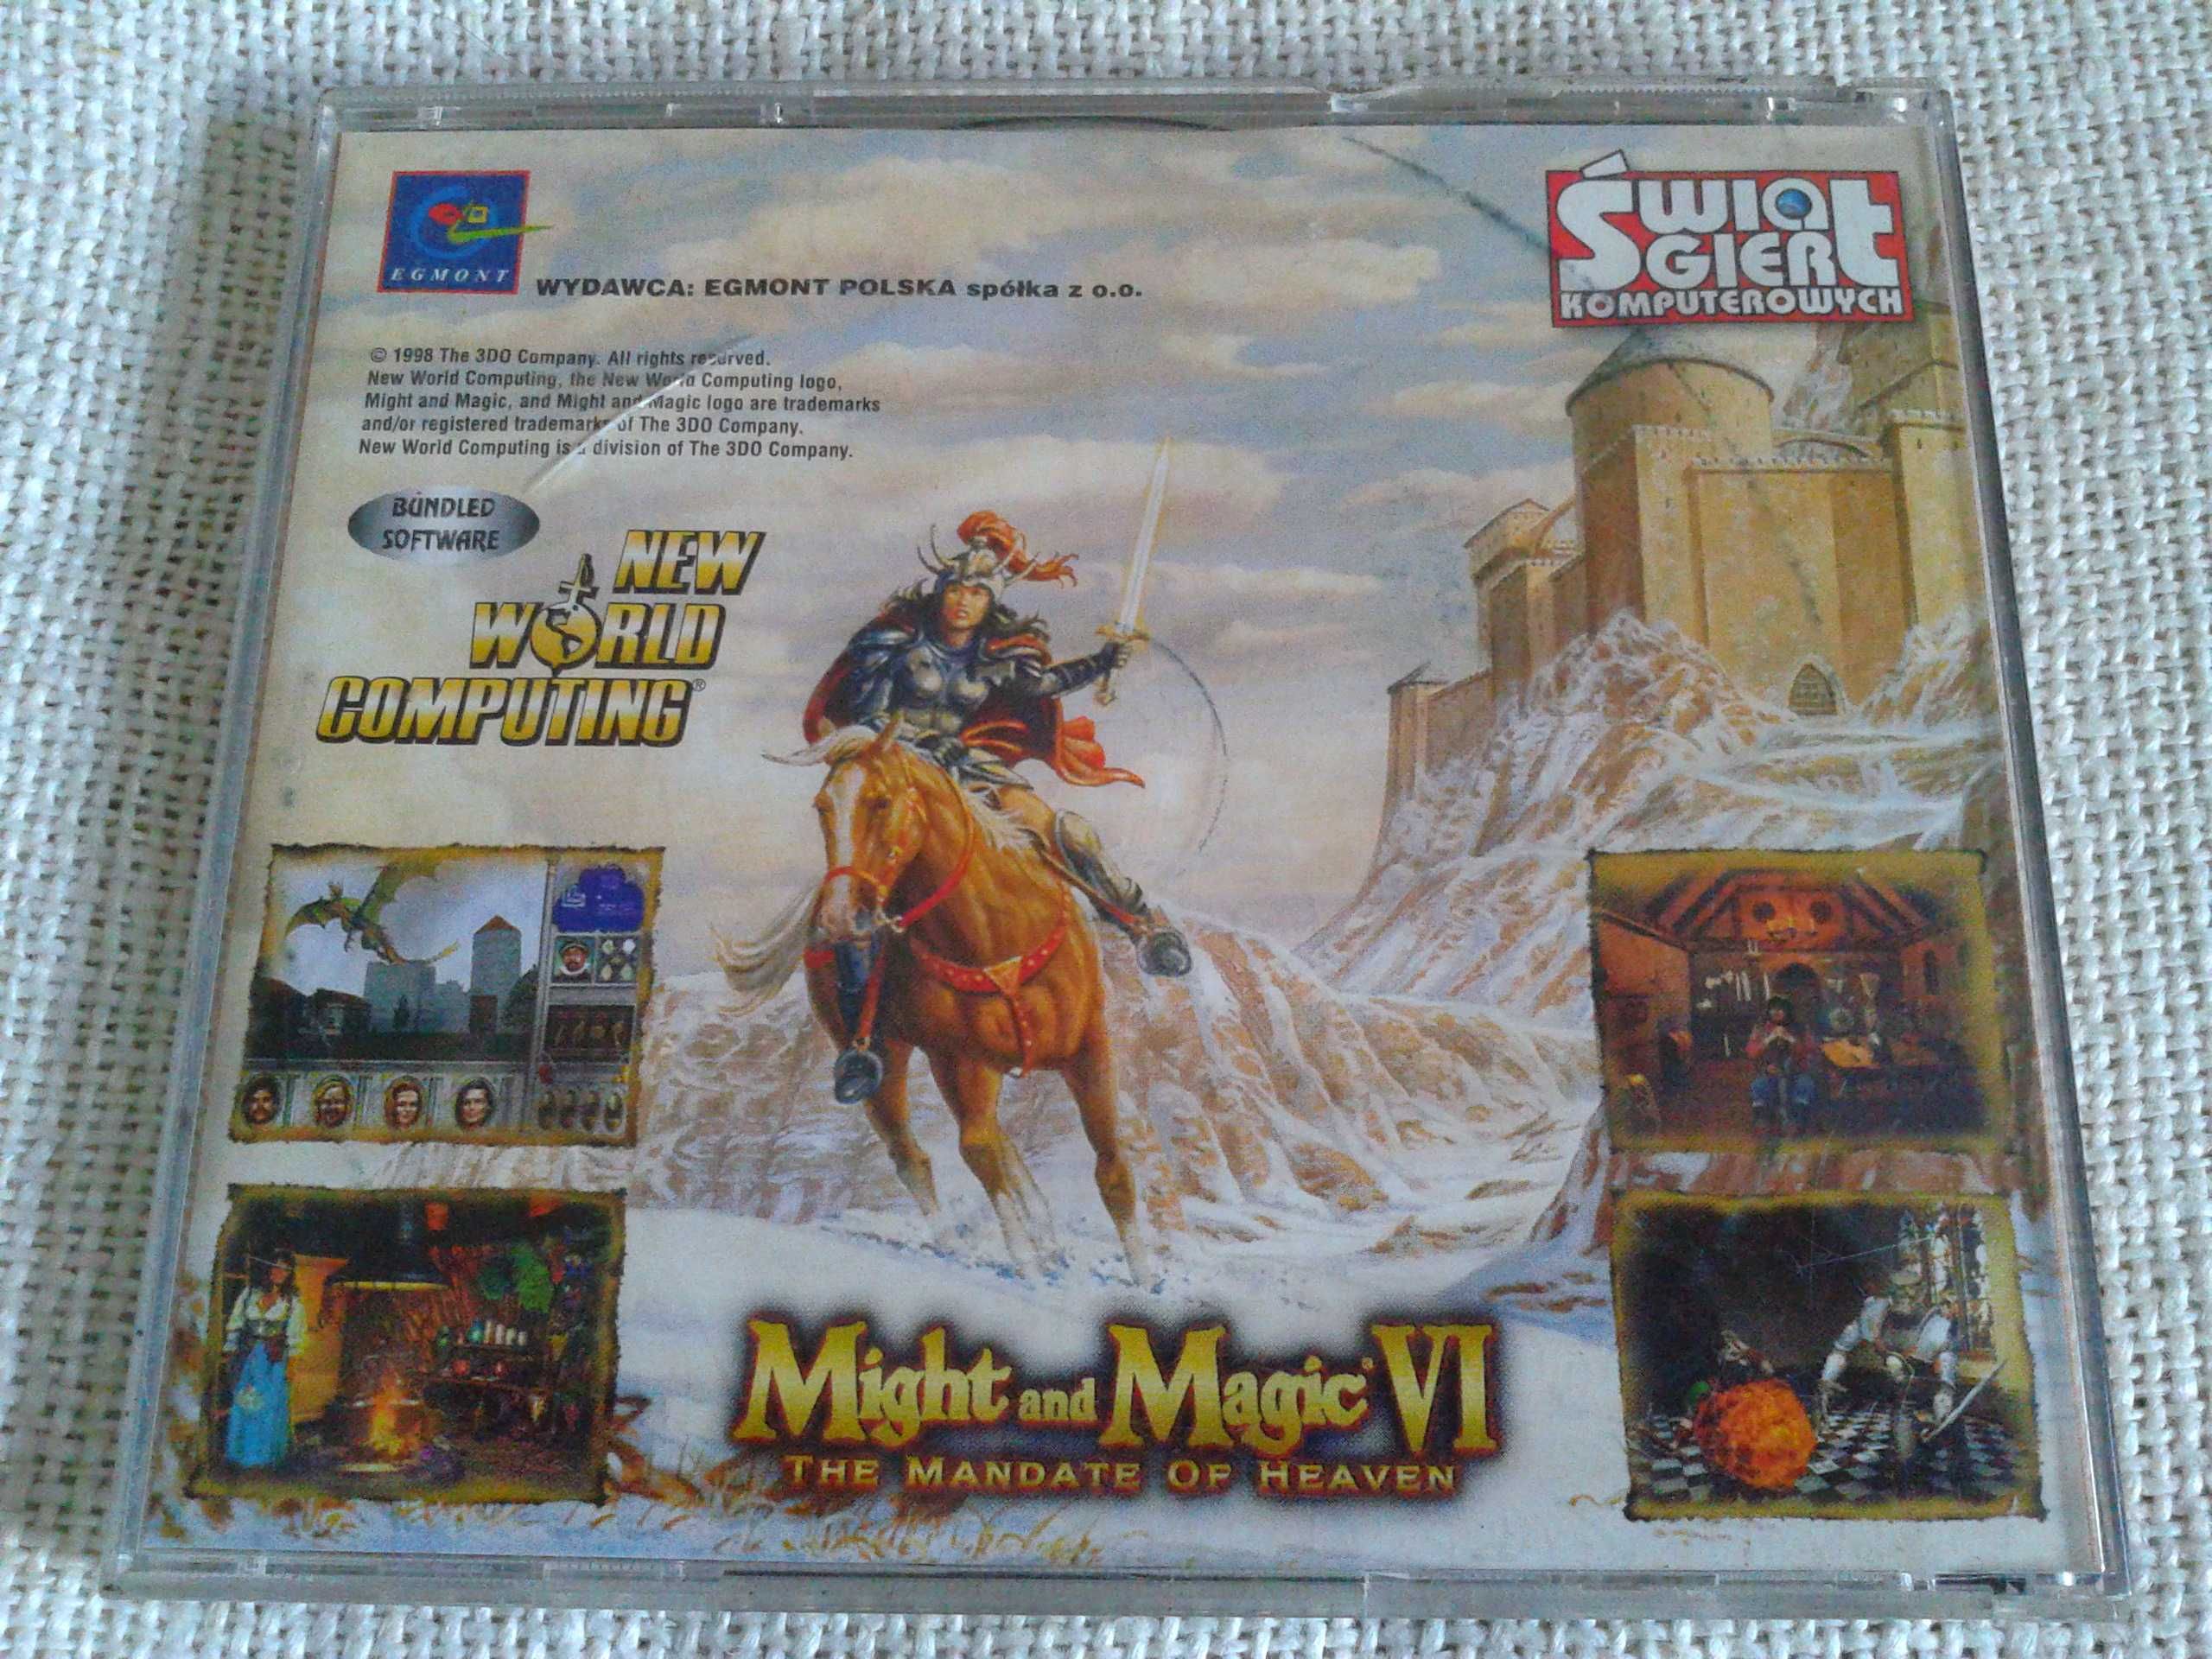 EGMONT
WYDAWCA: EGMONT POLSKA spółka z o.o.
ŚWIAT
GIER
KOMPUTEROWYCH
© 1998 The 3DO Company. All rights reserved.
New World Computing, the New World Computing logo,
Might and Magic, and Might and Magic logo are trademarks
and/or registered trademarks of The 3DO Company.
New World Computing is a division of The 3DO Company.
BUNDLED
SOFTWARE
NEW
WORLD
COMPUTING®
Might and Magic® VI
THE MANDATE OF HEAVEN